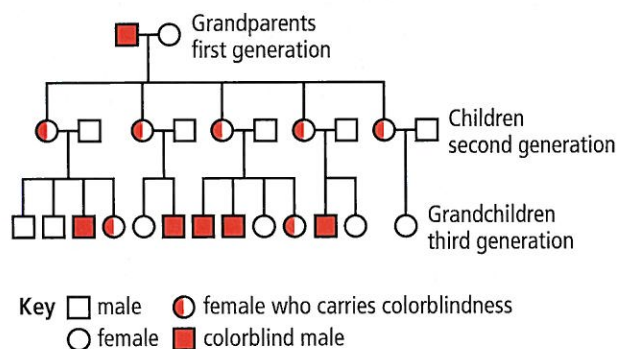 Grandparents
first generation
Children
second generation
Grandchildren
third generation
Key male female who carries colorblindness
female colorblind male